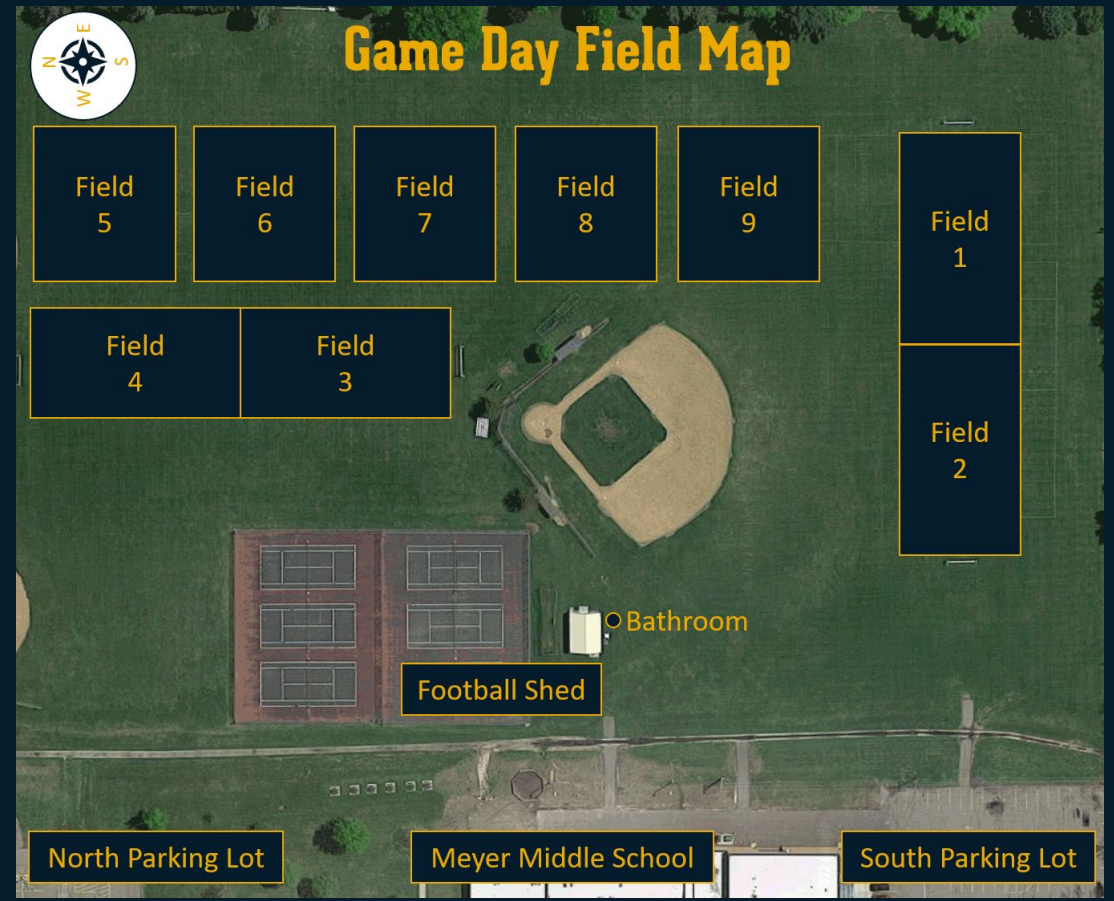 E
N
S
W
Game Day Field Map
Field
5
Field
6
Field
7
Field
8
Field
9
Field
1
Field
4
Field
3
Field
2
Bathroom
Football Shed
North Parking Lot
Meyer Middle School
South Parking Lot